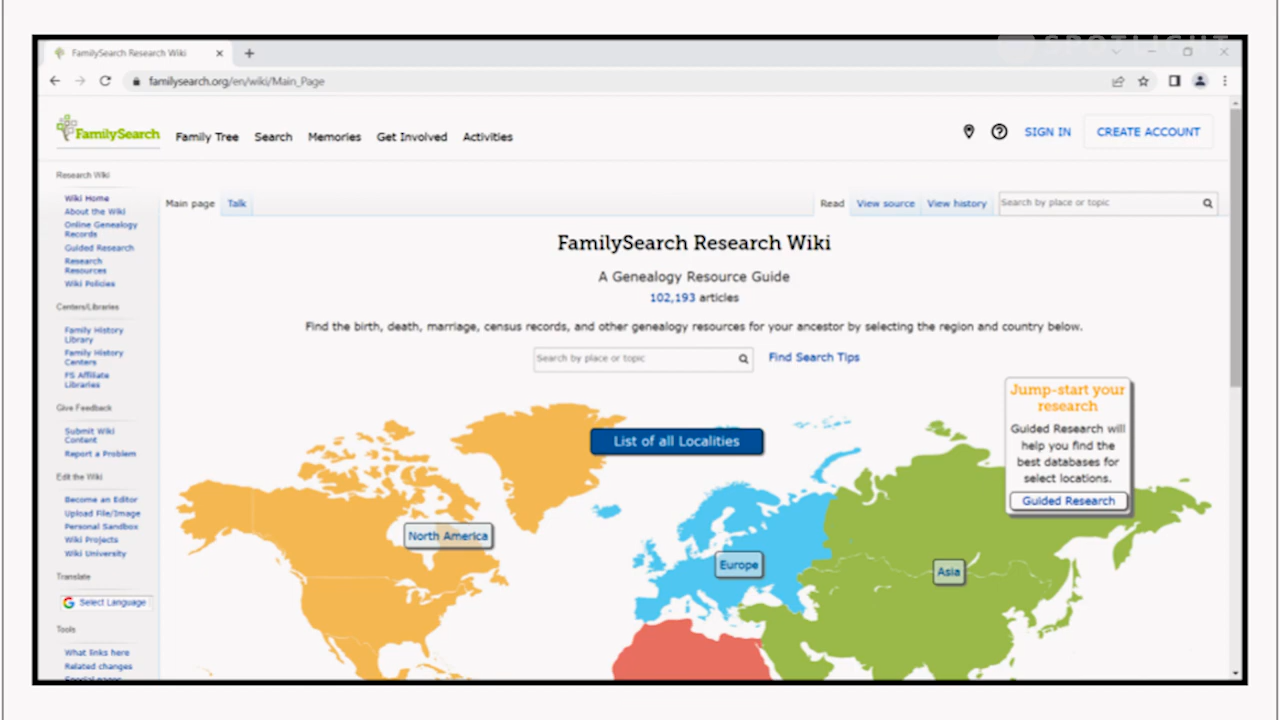 SPOTLIGHT
FamilySearch Research Wiki
familysearch.org/en/wiki/Main_Page
FamilySearch
Family Tree
Search
Memories
Get Involved
Activities
SIGN IN
CREATE ACCOUNT
Research Wiki
Wiki Home
About the Wiki
Online Genealogy
Records
Guided Research
Research
Resources
Wiki Policies
Centers/Libraries
Family History
Library
Family History
Centers
FS Affiliate
Libraries
Give Feedback
Submit Wiki
Content
Report a Problem
Edit the Wiki
Become an Editor
Upload File/Image
Personal Sandbox
Wiki Projects
Wiki University
Translate
G Select Language
Tools
What links here
Related changes
Special pages
Main page
Talk
Read
View source
View history
Search by place or topic
FamilySearch Research Wiki
A Genealogy Resource Guide
102,193 articles
Find the birth, death, marriage, census records, and other genealogy resources for your ancestor by selecting the region and country below.
Search by place or topic
Find Search Tips
Jump-start your
research
Guided Research will
help you find the
best databases for
select locations.
Guided Research
List of all Localities
North America
Europe
Asia